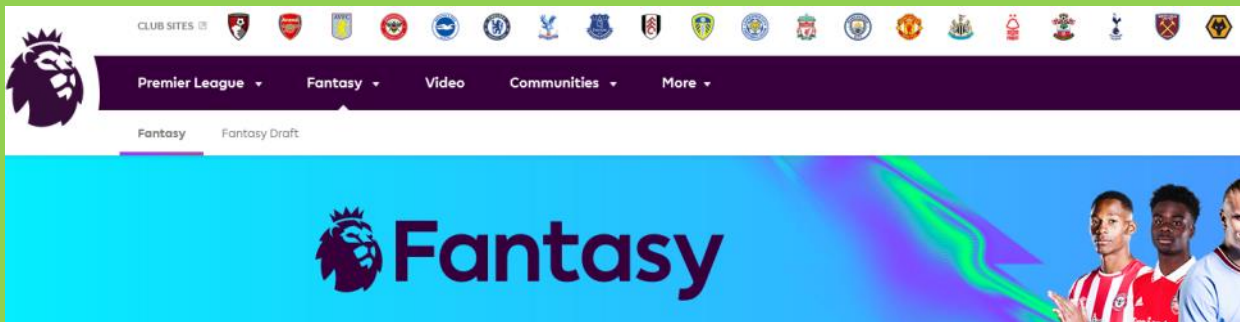 CLUB SITES
Premier League Fantasy Video Communities More
Fantasy Fantasy Draft
Fantasy